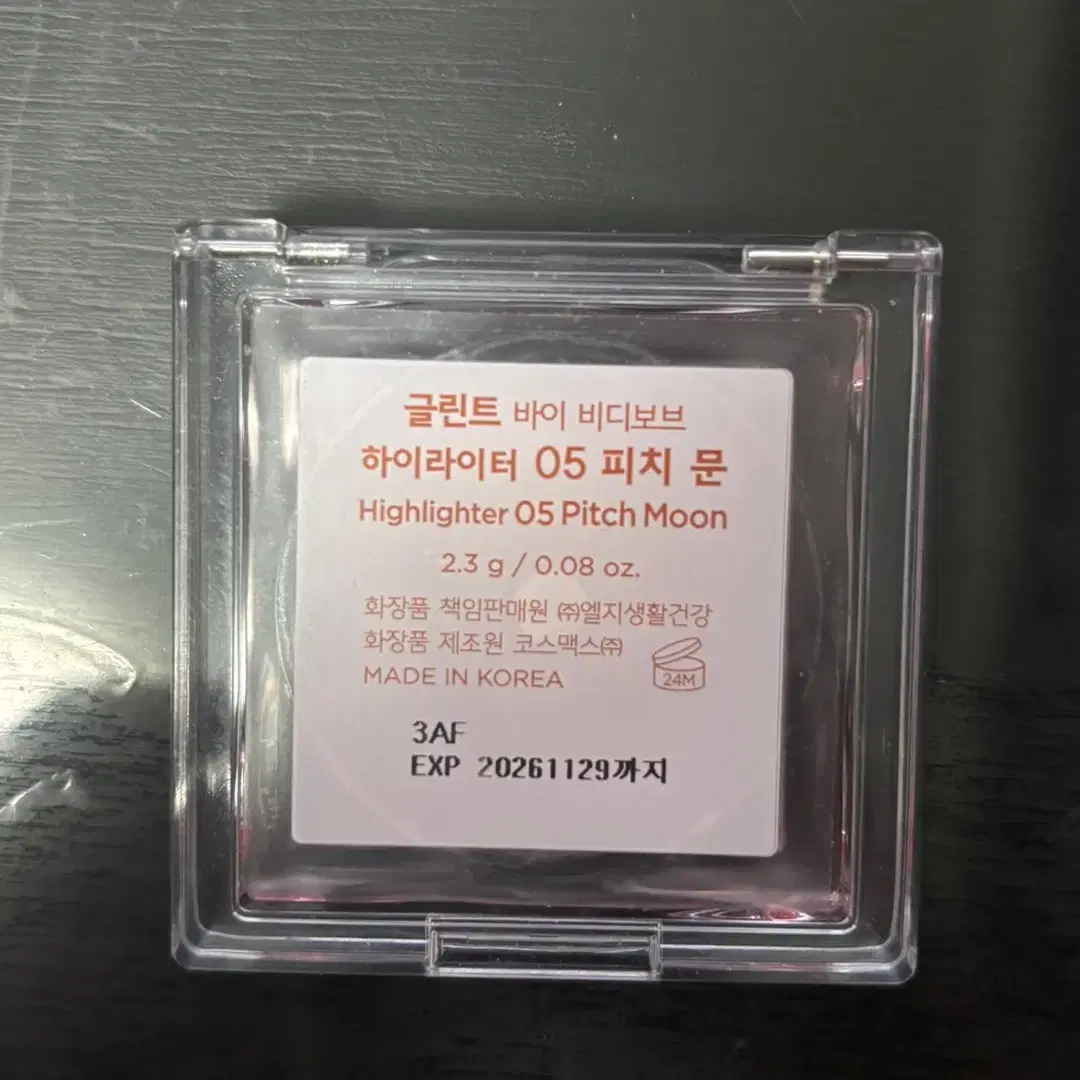 글린트 바이 비디보브
하이라이터 05 피치 문
Highlighter 05 Pitch Moon
2.3 g / 0.08 oz.
화장품 책임판매원 ㈜엘지생활건강
화장품 제조원 코스맥스㈜
MADE IN KOREA
24M
3AF
EXP 20261129까지